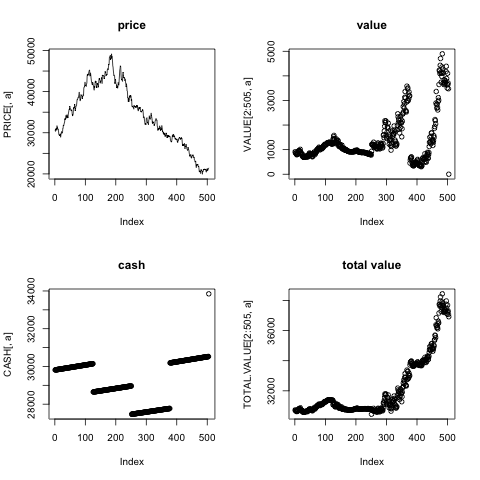 price
PRICE[, a]
20000 30000 40000 50000
0 100 200 300 400 500
Index
value
VALUE[2:505, a]
0 1000 3000 5000
0 100 200 300 400 500
Index
cash
CASH[, a]
28000 30000 32000 34000
0 100 200 300 400 500
Index
total value
TOTAL.VALUE[2:505, a]
32000 36000
0 100 200 300 400 500
Index